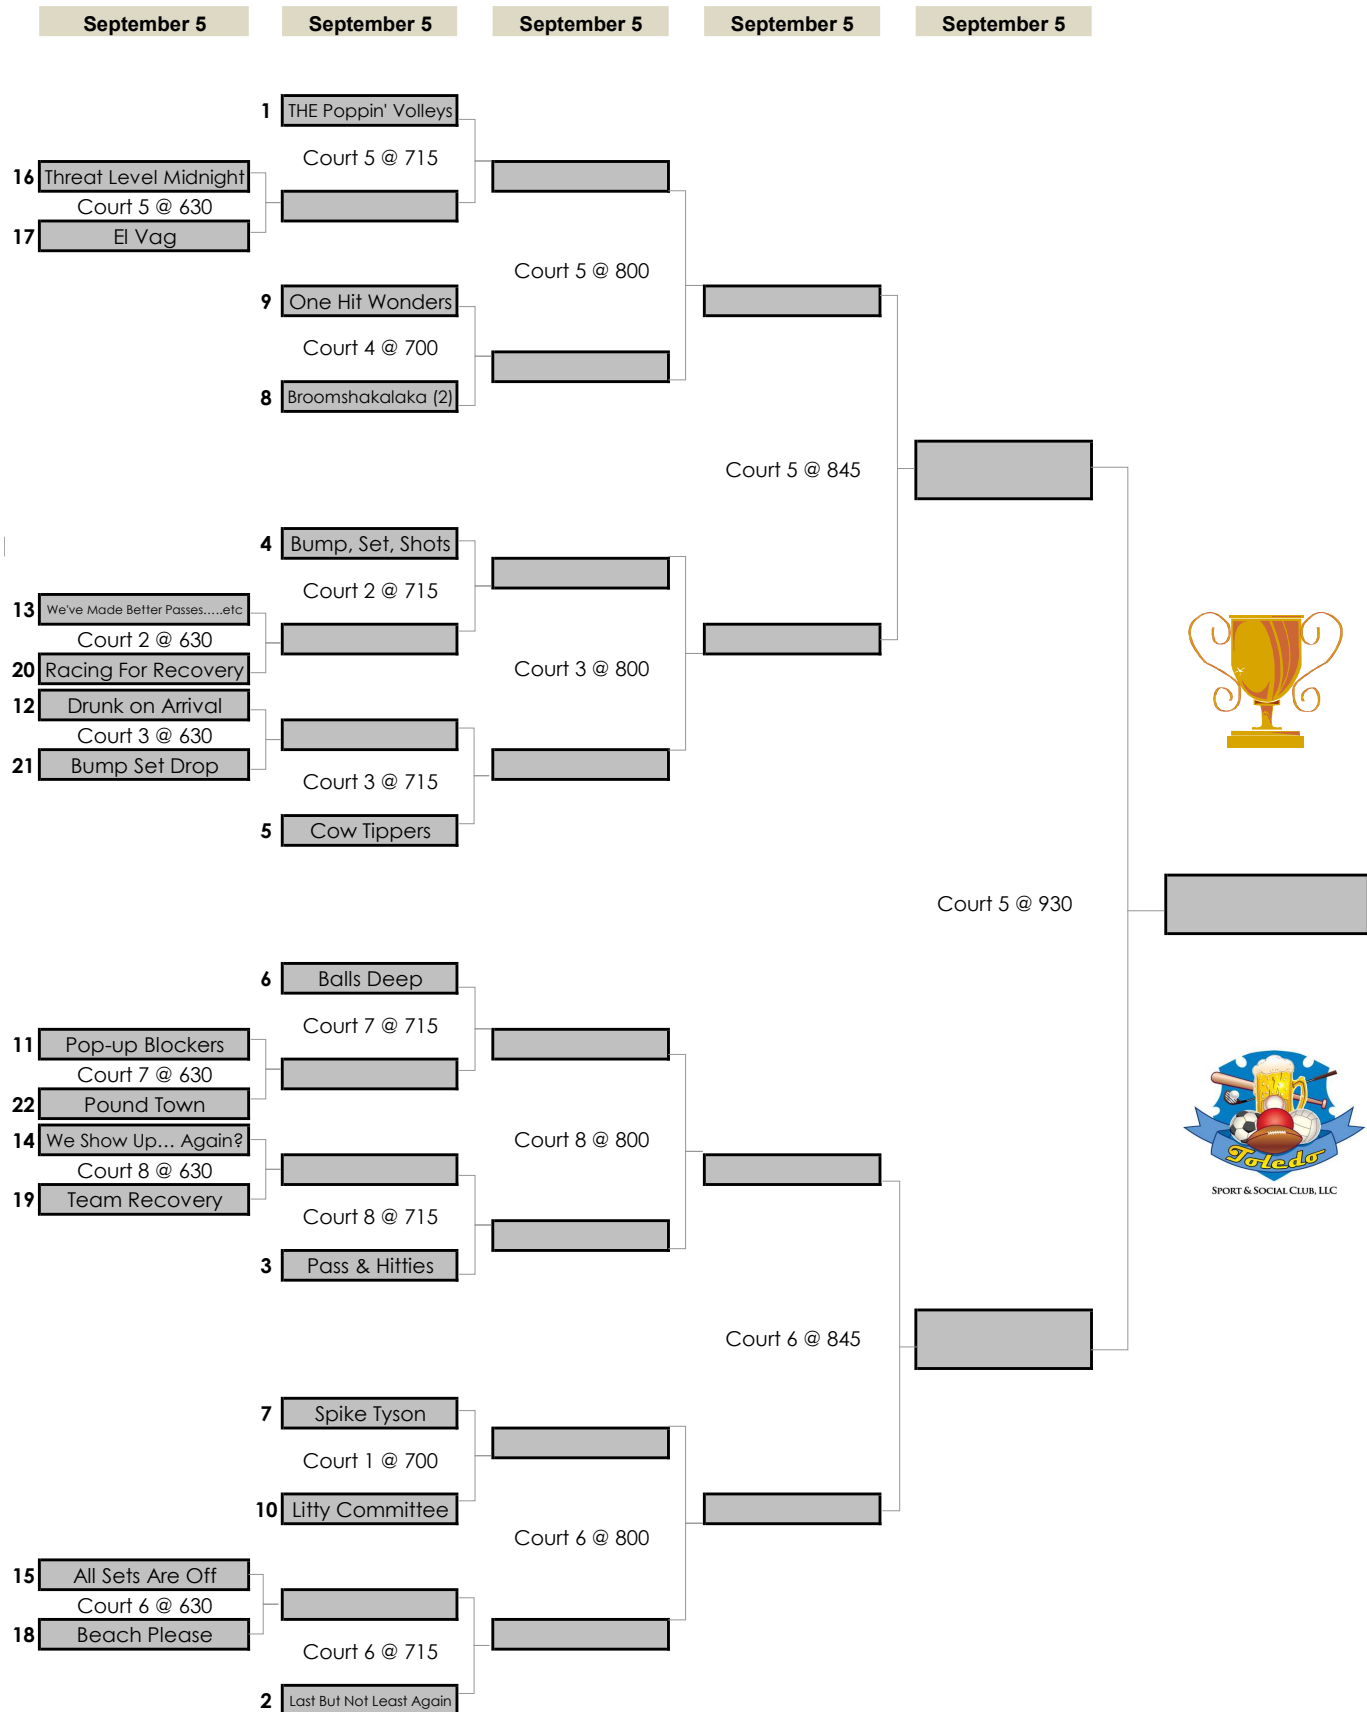 September 5 September 5 September 5 September 5 September 5
1 THE Poppin' Volleys
Court 5 @ 715
16 Threat Level Midnight
Court 5 @ 630
17 El Vag
Court 5 @ 800
9 One Hit Wonders
Court 4 @ 700
8 Broomshakalaka (2)
Court 5 @ 845
4 Bump, Set, Shots
Court 2 @ 715
13 We've Made Better Passes.....etc
Court 2 @ 630
20 Racing For Recovery
Court 3 @ 800
12 Drunk on Arrival
Court 3 @ 630
21 Bump Set Drop
Court 3 @ 715
5 Cow Tippers
Court 5 @ 930
6 Balls Deep
Court 7 @ 715
11 Pop-up Blockers
Court 7 @ 630
22 Pound Town
14 We Show Up... Again?
Court 8 @ 800
Court 8 @ 630
19 Team Recovery
Toledo
SPORT & SOCIAL CLUB, LLC
Court 8 @ 715
3 Pass & Hitties
Court 6 @ 845
7 Spike Tyson
Court 1 @ 700
10 Litty Committee
Court 6 @ 800
15 All Sets Are Off
Court 6 @ 630
18 Beach Please
Court 6 @ 715
2 Last But Not Least Again